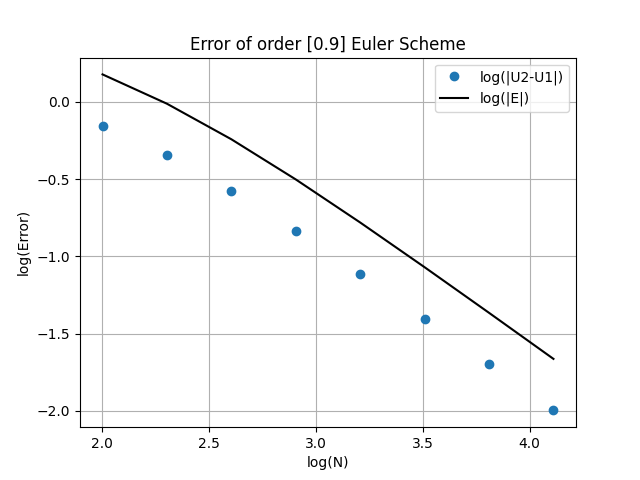 Error of order [0.9] Euler Scheme
log(|U2-U1|)
log(|E|)
0.0
−0.5
−1.0
−1.5
−2.0
log(Error)
2.0 2.5 3.0 3.5 4.0
log(N)